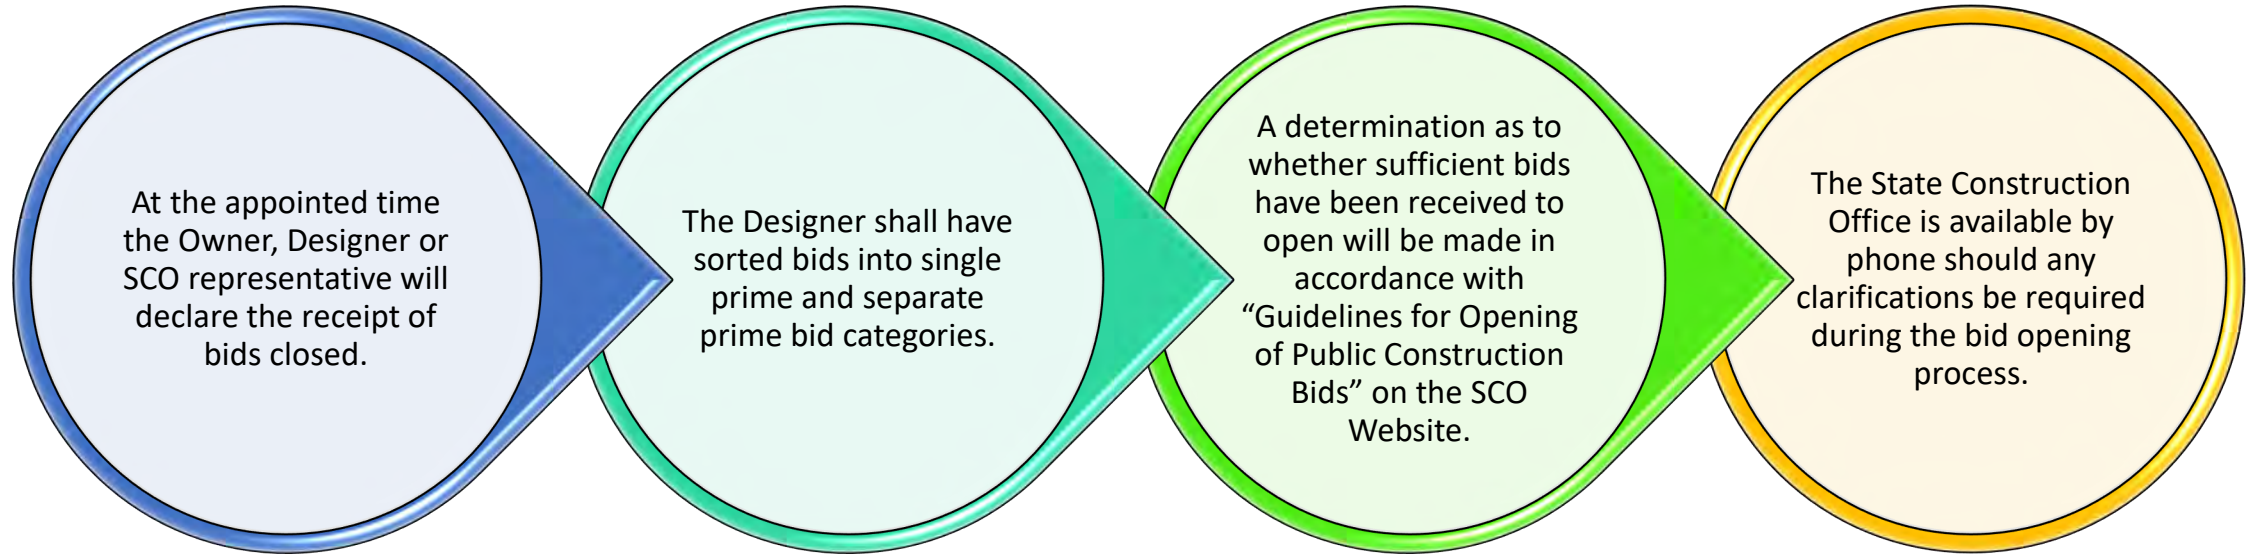 At the appointed time
the Owner, Designer or
SCO representative will
declare the receipt of
bids closed.
The Designer shall have
sorted bids into single
prime and separate
prime bid categories.
A determination as to
whether sufficient bids
have been received to
open will be made in
accordance with
“Guidelines for Opening
of Public Construction
Bids” on the SCO
Website.
The State Construction
Office is available by
phone should any
clarifications be required
during the bid opening
process.